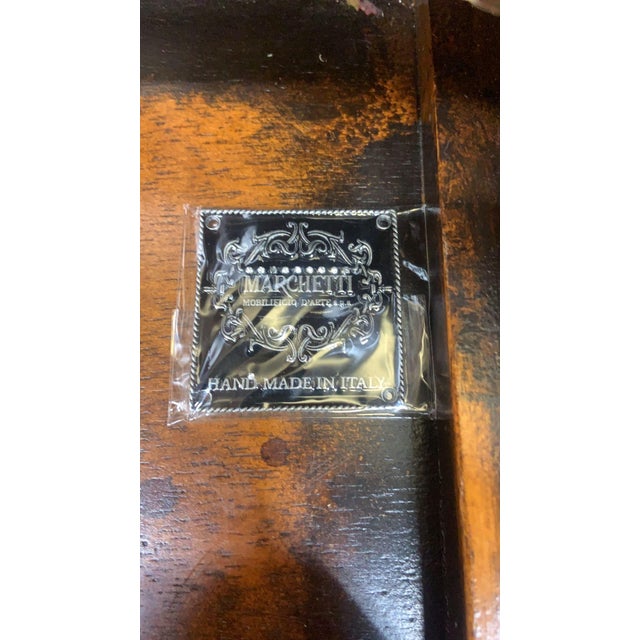 MARCHETTI
MOBILIFICIO D'ARTE s.r.l.
HAND MADE IN ITALY